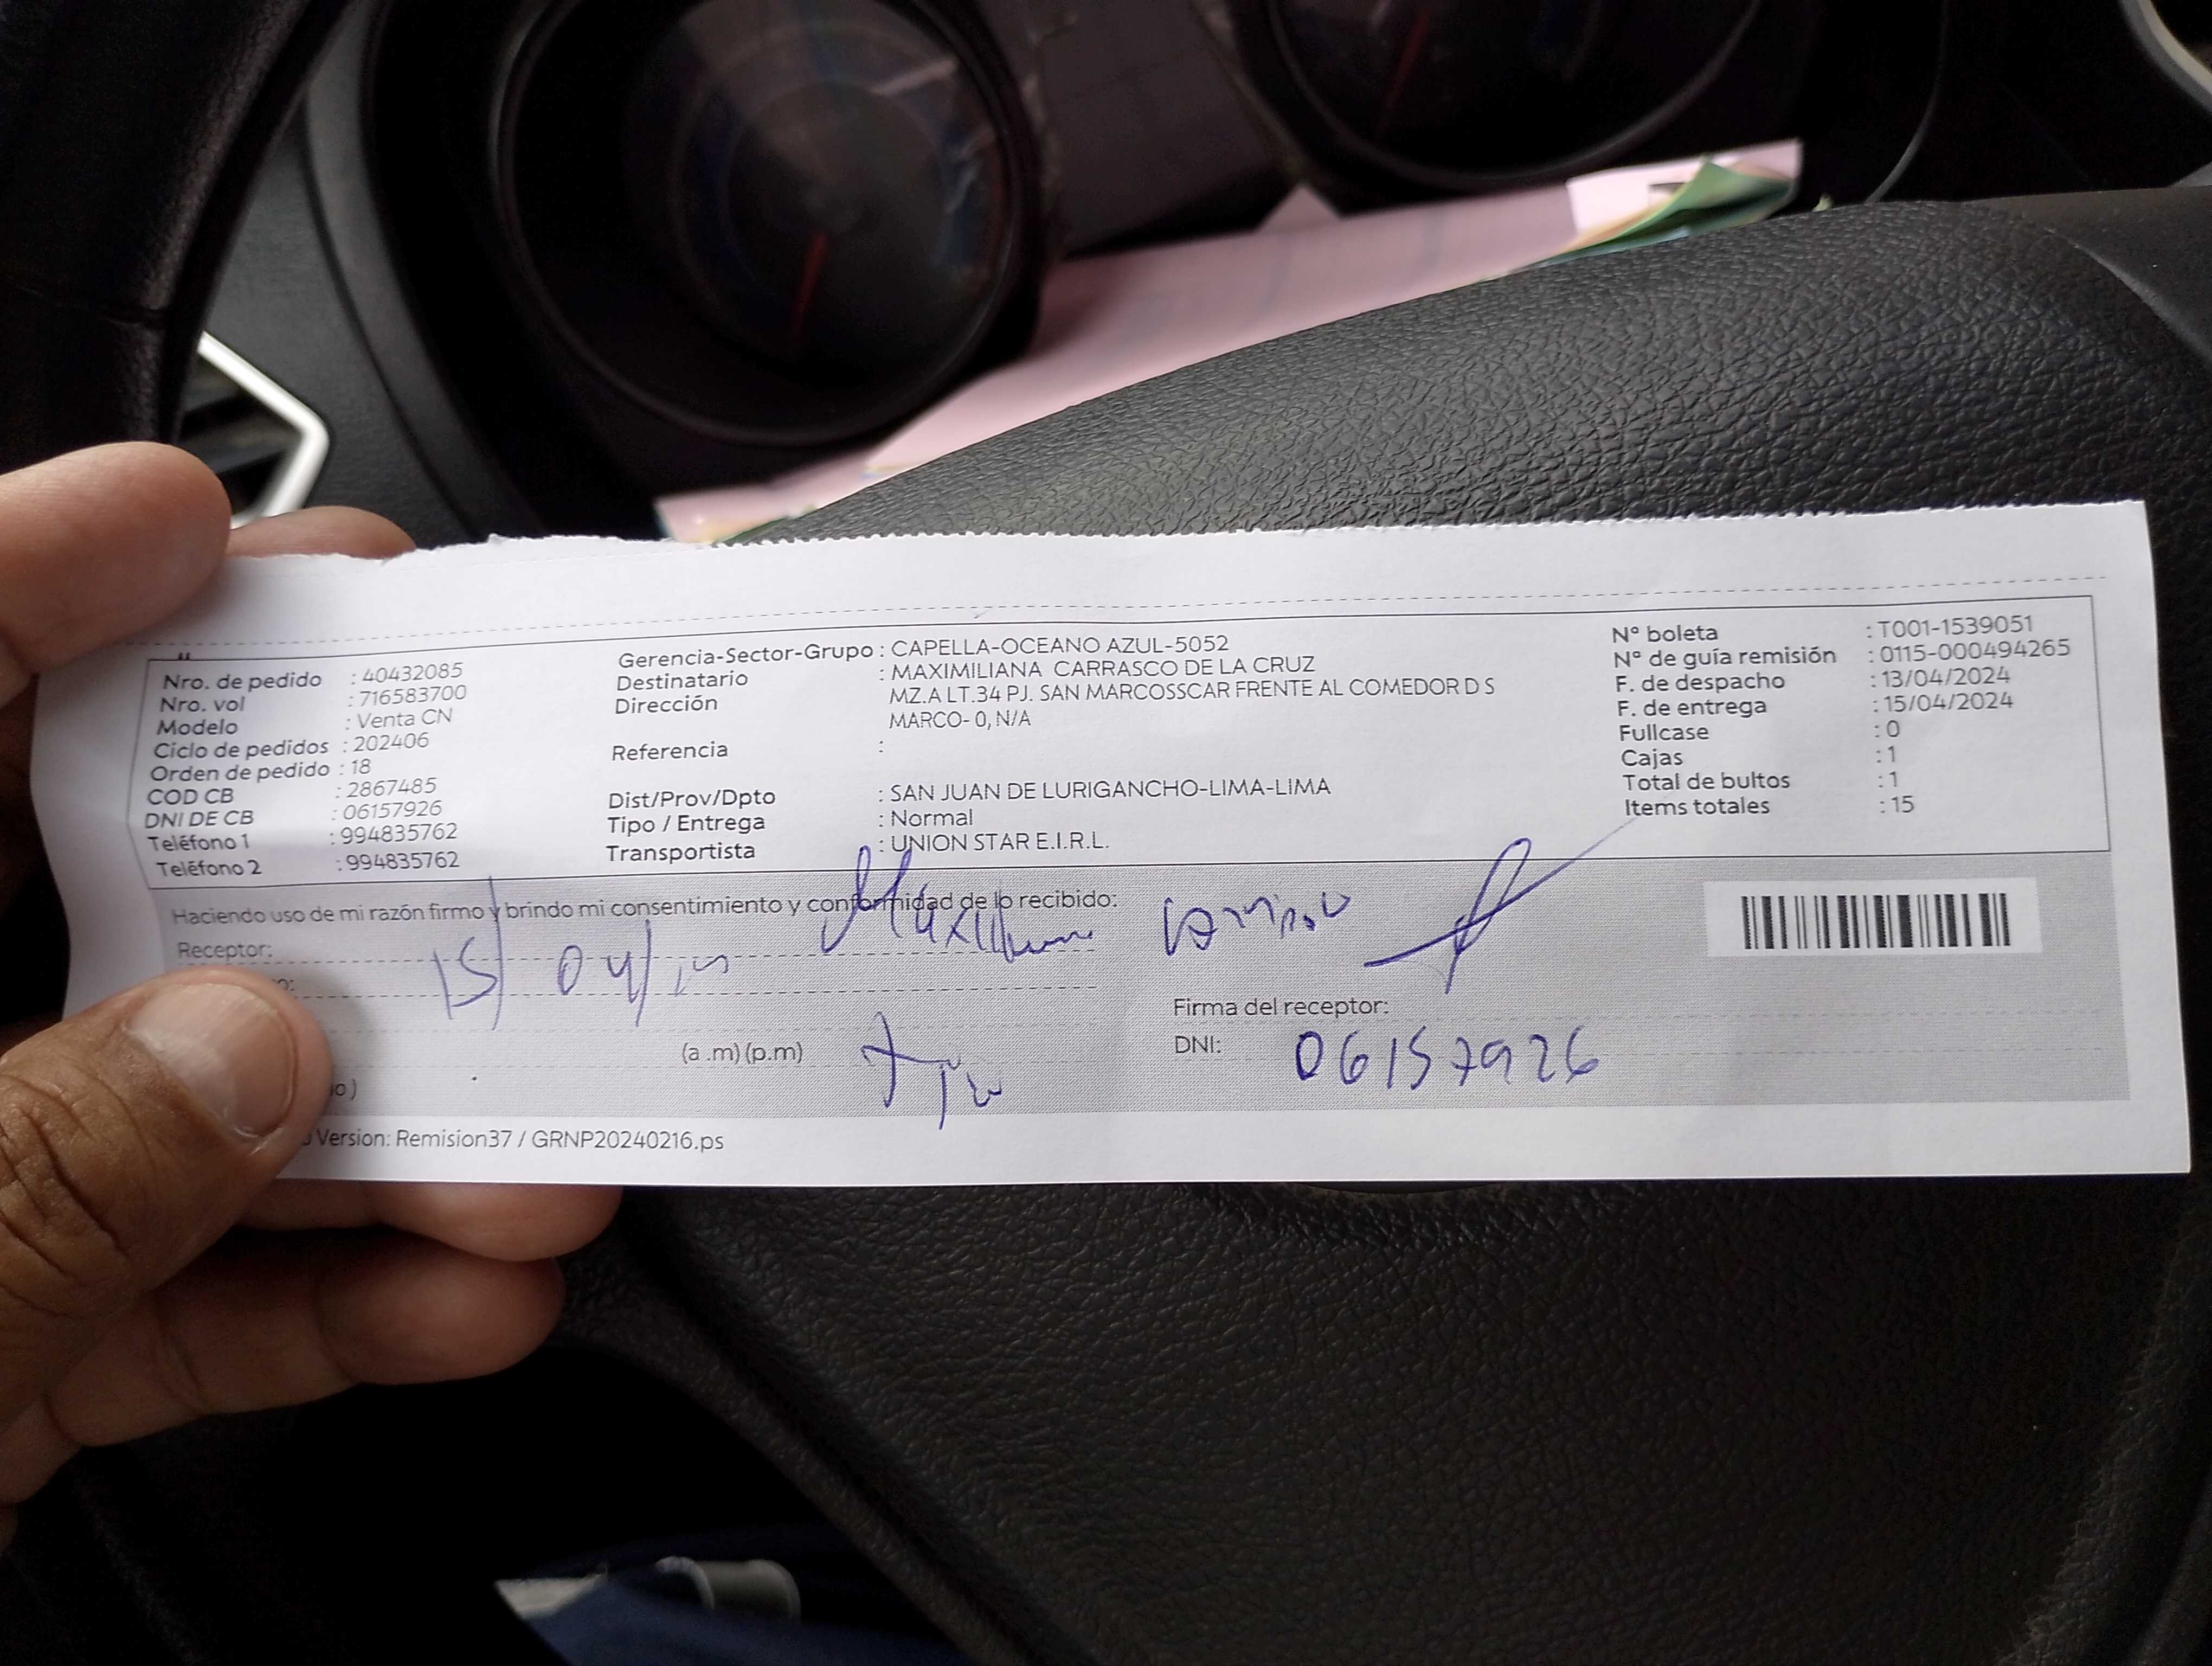 Nro. de pedido : 40432085
Nro. vol : 716583700
Modelo : Venta CN
Ciclo de pedidos : 202406
Orden de pedido : 18
COD CB : 2867485
DNI DE CB : 06157926
Teléfono 1 : 994835762
Teléfono 2 : 994835762
Gerencia-Sector-Grupo : CAPELLA-OCEANO AZUL-5052
Destinatario : MAXIMILIANA CARRASCO DE LA CRUZ
Dirección MZ.A LT.34 PJ. SAN MARCOSSCAR FRENTE AL COMEDOR D S
MARCO- 0, N/A
Referencia :
Dist/Prov/Dpto : SAN JUAN DE LURIGANCHO-LIMA-LIMA
Tipo / Entrega : Normal
Transportista : UNION STAR E.I.R.L.
N° boleta : T001-1539051
N° de guía remisión : 0115-000494265
F. de despacho : 13/04/2024
F. de entrega : 15/04/2024
Fullcase : 0
Cajas : 1
Total de bultos : 1
Items totales : 15
Haciendo uso de mi razón firmo y brindo mi consentimiento y conformidad de lo recibido:
Receptor:
15/04/
Firma del receptor:
(a .m) (p.m)
DNI: 06157926
Version: Remision37 / GRNP20240216.ps